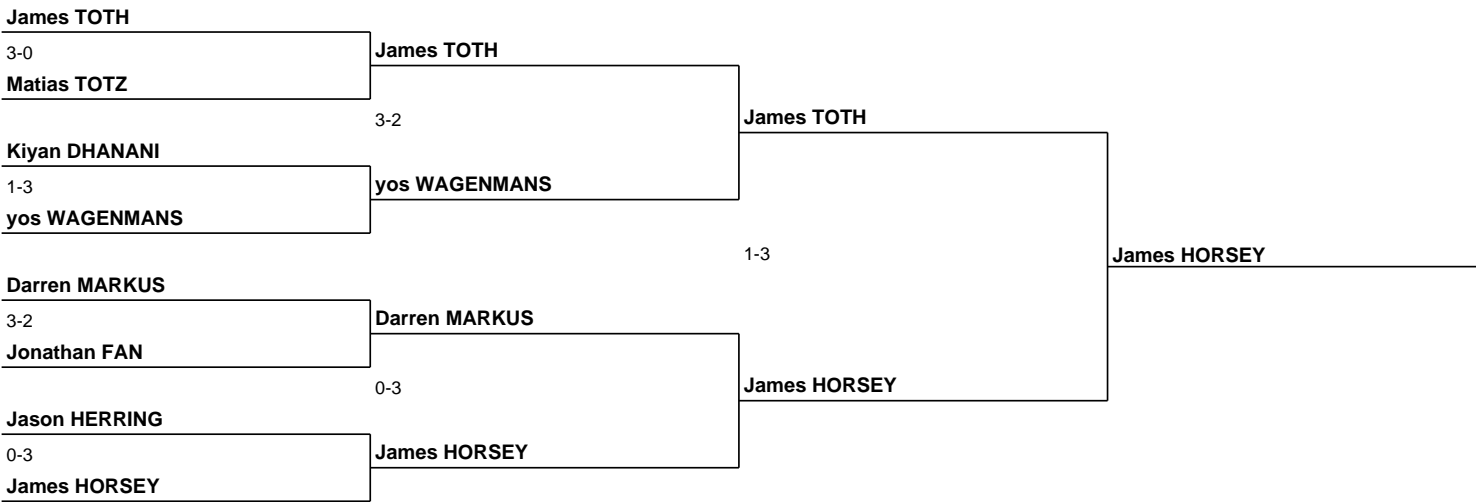 James TOTH
3-0
James TOTH
Matias TOTZ
3-2
James TOTH
Kiyan DHANANI
1-3
yos WAGENMANS
yos WAGENMANS
1-3
James HORSEY
Darren MARKUS
3-2
Darren MARKUS
Jonathan FAN
0-3
James HORSEY
Jason HERRING
0-3
James HORSEY
James HORSEY